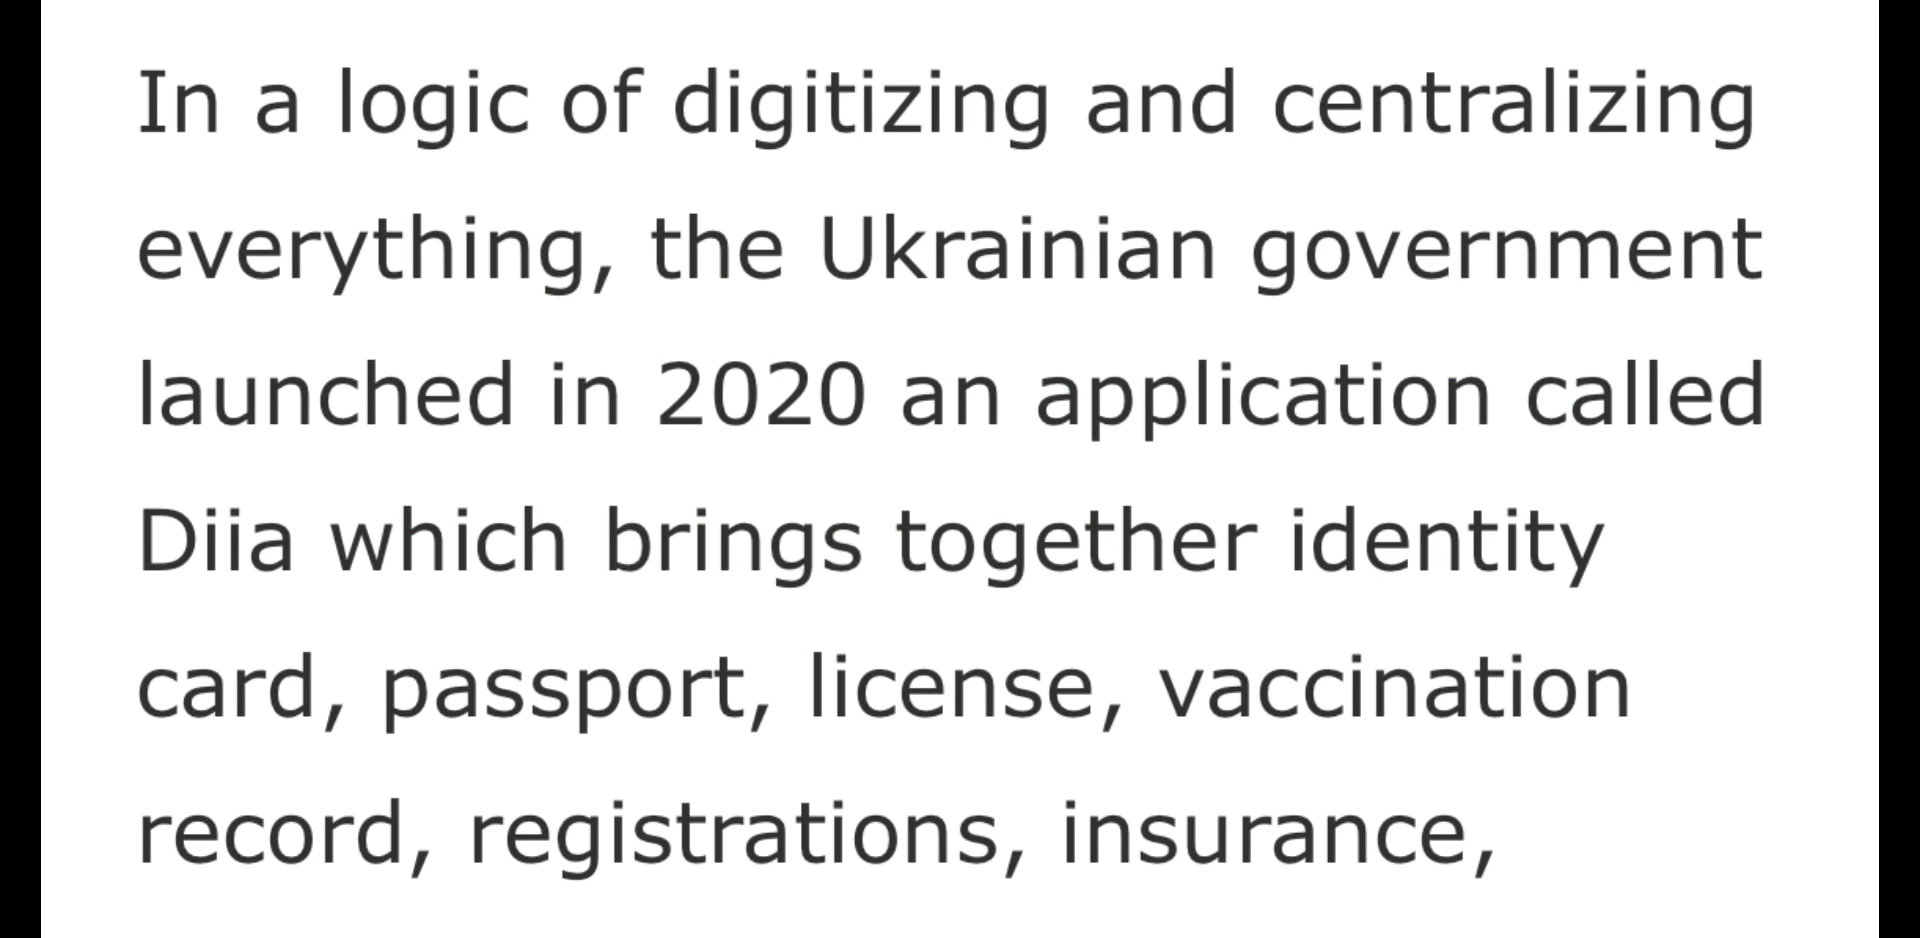 In a logic of digitizing and centralizing
everything, the Ukrainian government
launched in 2020 an application called
Diia which brings together identity
card, passport, license, vaccination
record, registrations, insurance,